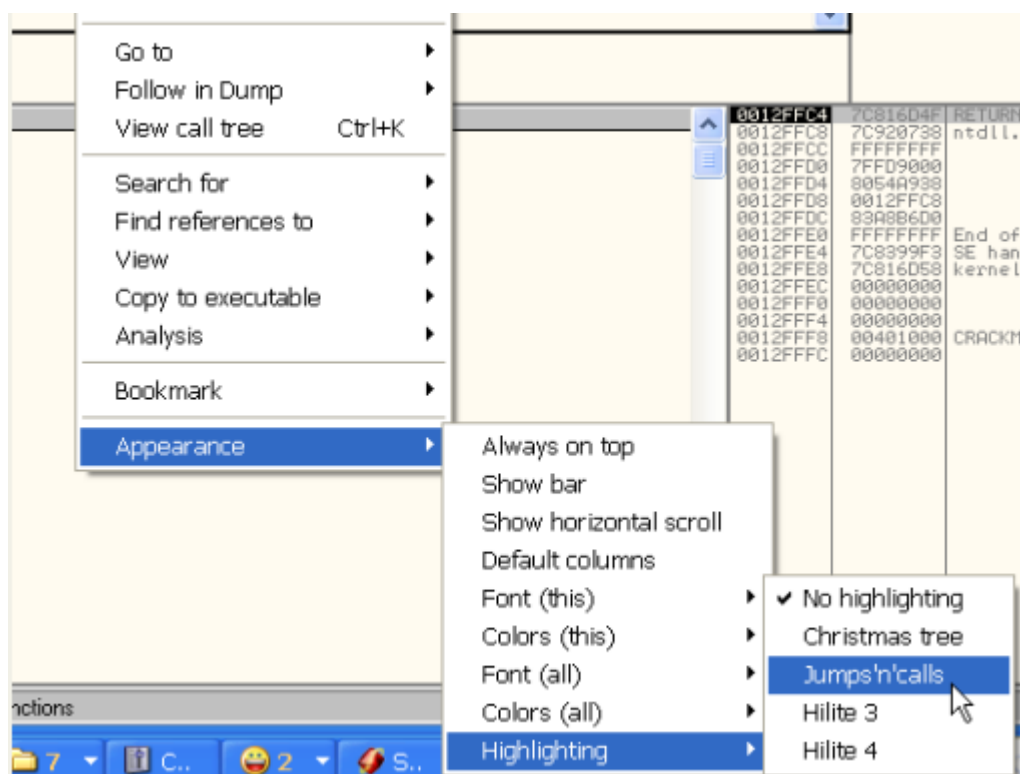 Go to
Follow in Dump
View call tree Ctrl+K
Search for
Find references to
View
Copy to executable
Analysis
Bookmark
Appearance
Always on top
Show bar
Show horizontal scroll
Default columns
Font (this)
Colors (this)
Font (all)
Colors (all)
Highlighting
No highlighting
Christmas tree
Jumps'n'calls
Hilite 3
Hilite 4
0012FFC4 7C816D4F RETURN
0012FFC8 7C920738 ntdll.
0012FFCC FFFFFFFF
0012FFD0 7FFD9000
0012FFD4 8054A938
0012FFD8 0012FFC8
0012FFDC 83A8B6D0
0012FFE0 FFFFFFFF End of
0012FFE4 7C8399F3 SE han
0012FFE8 7C816D58 kernel
0012FFEC 00000000
0012FFF0 00000000
0012FFF4 00000000
0012FFF8 00401000 CRACKM
0012FFFC 00000000
nctions
7 C.. 2 S..